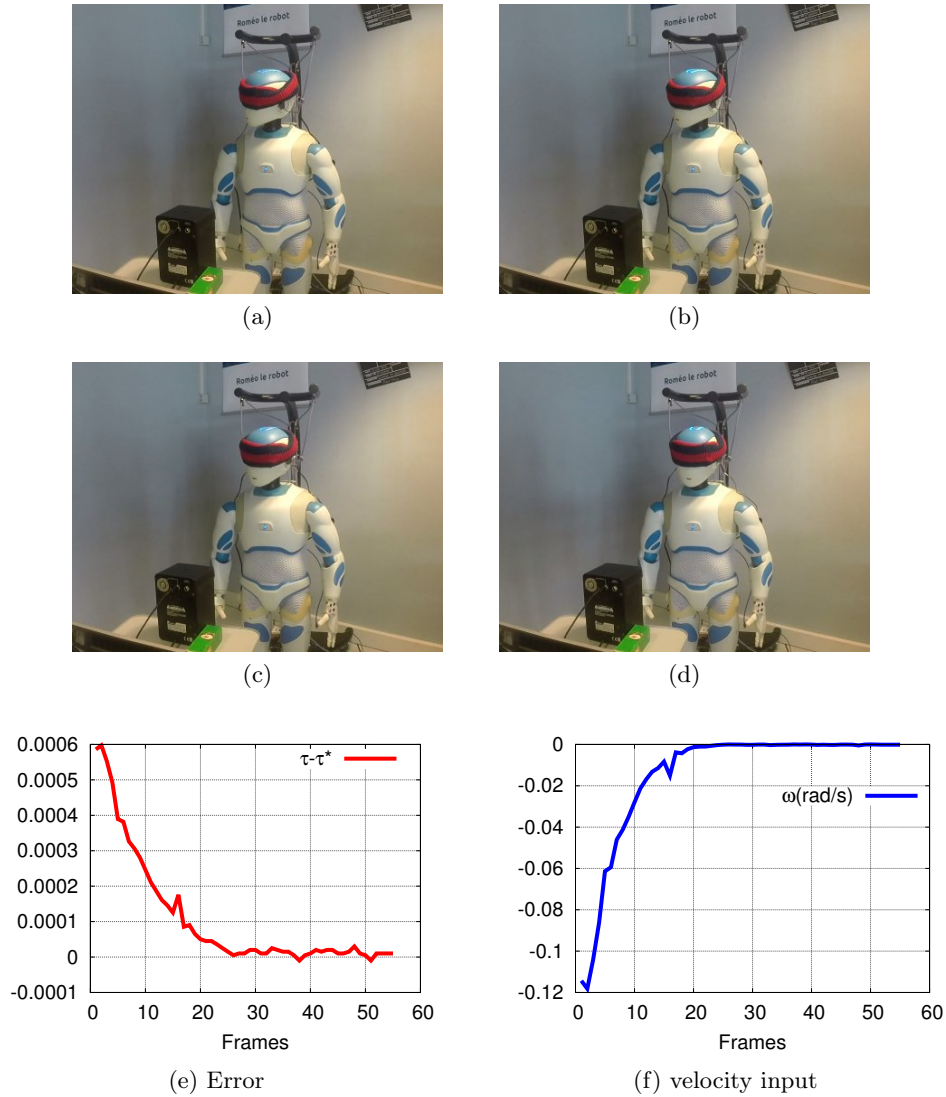 Roméo le robot
Roméo le robot
(a)
(b)
Roméo le robot
Roméo le robot
(c)
(d)
0.0006
0.0005
0.0004
0.0003
0.0002
0.0001
0
-0.0001
0
10
20
30
40
50
60
τ-τ*
Frames
(e) Error
0
-0.02
-0.04
-0.06
-0.08
-0.1
-0.12
0
10
20
30
40
50
60
ω(rad/s)
Frames
(f) velocity input